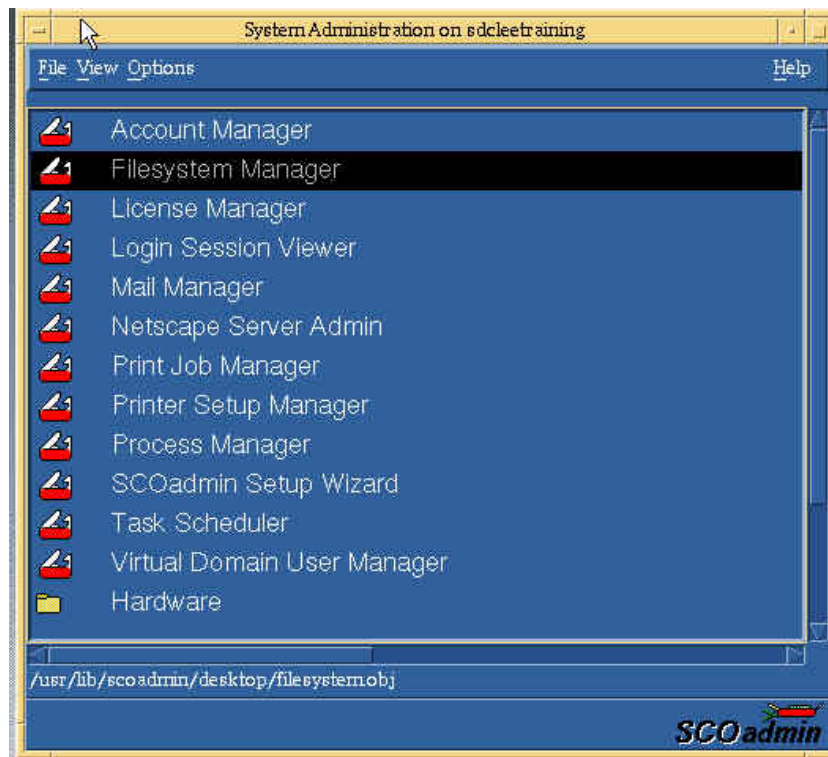 System Administration on sdcleetraining
File View Options Help
Account Manager
Filesystem Manager
License Manager
Login Session Viewer
Mail Manager
Netscape Server Admin
Print Job Manager
Printer Setup Manager
Process Manager
SCOadmin Setup Wizard
Task Scheduler
Virtual Domain User Manager
Hardware
/usr/lib/scoadmin/desktop/filesystem.obj
SCOadmin